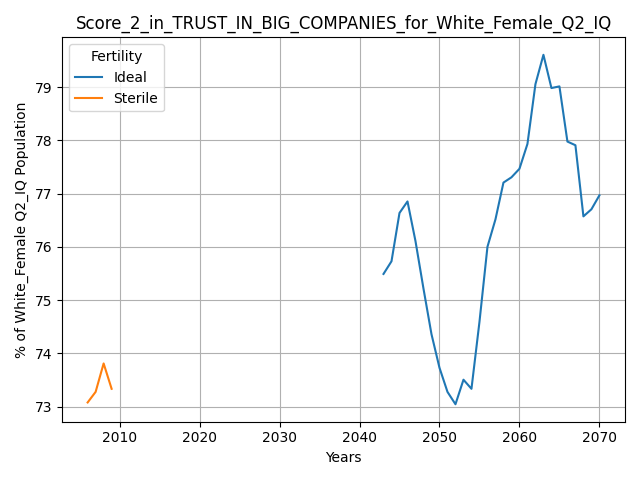 Score_2_in_TRUST_IN_BIG_COMPANIES_for_White_Female_Q2_IQ
Fertility
Ideal
Sterile
79
78
77
76
75
74
73
% of White_Female Q2_IQ Population
2010 2020 2030 2040 2050 2060 2070
Years